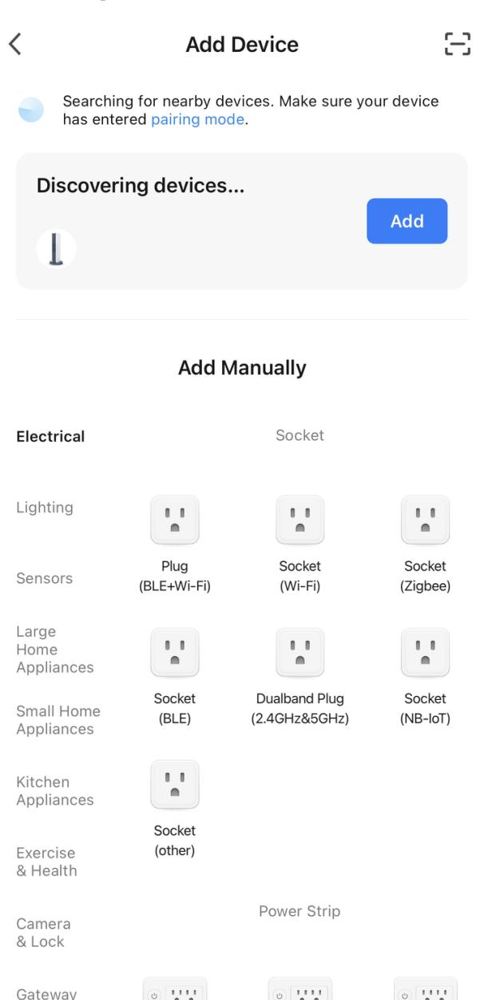 Add Device
Searching for nearby devices. Make sure your device
has entered pairing mode.
Discovering devices...
Add
Add Manually
Electrical
Socket
Lighting
Plug
(BLE+Wi-Fi)
Socket
(Wi-Fi)
Socket
(Zigbee)
Sensors
Large
Home
Appliances
Socket
(BLE)
Dualband Plug
(2.4GHz&5GHz)
Socket
(NB-IoT)
Small Home
Appliances
Kitchen
Appliances
Socket
(other)
Exercise
& Health
Power Strip
Camera
& Lock
Gateway